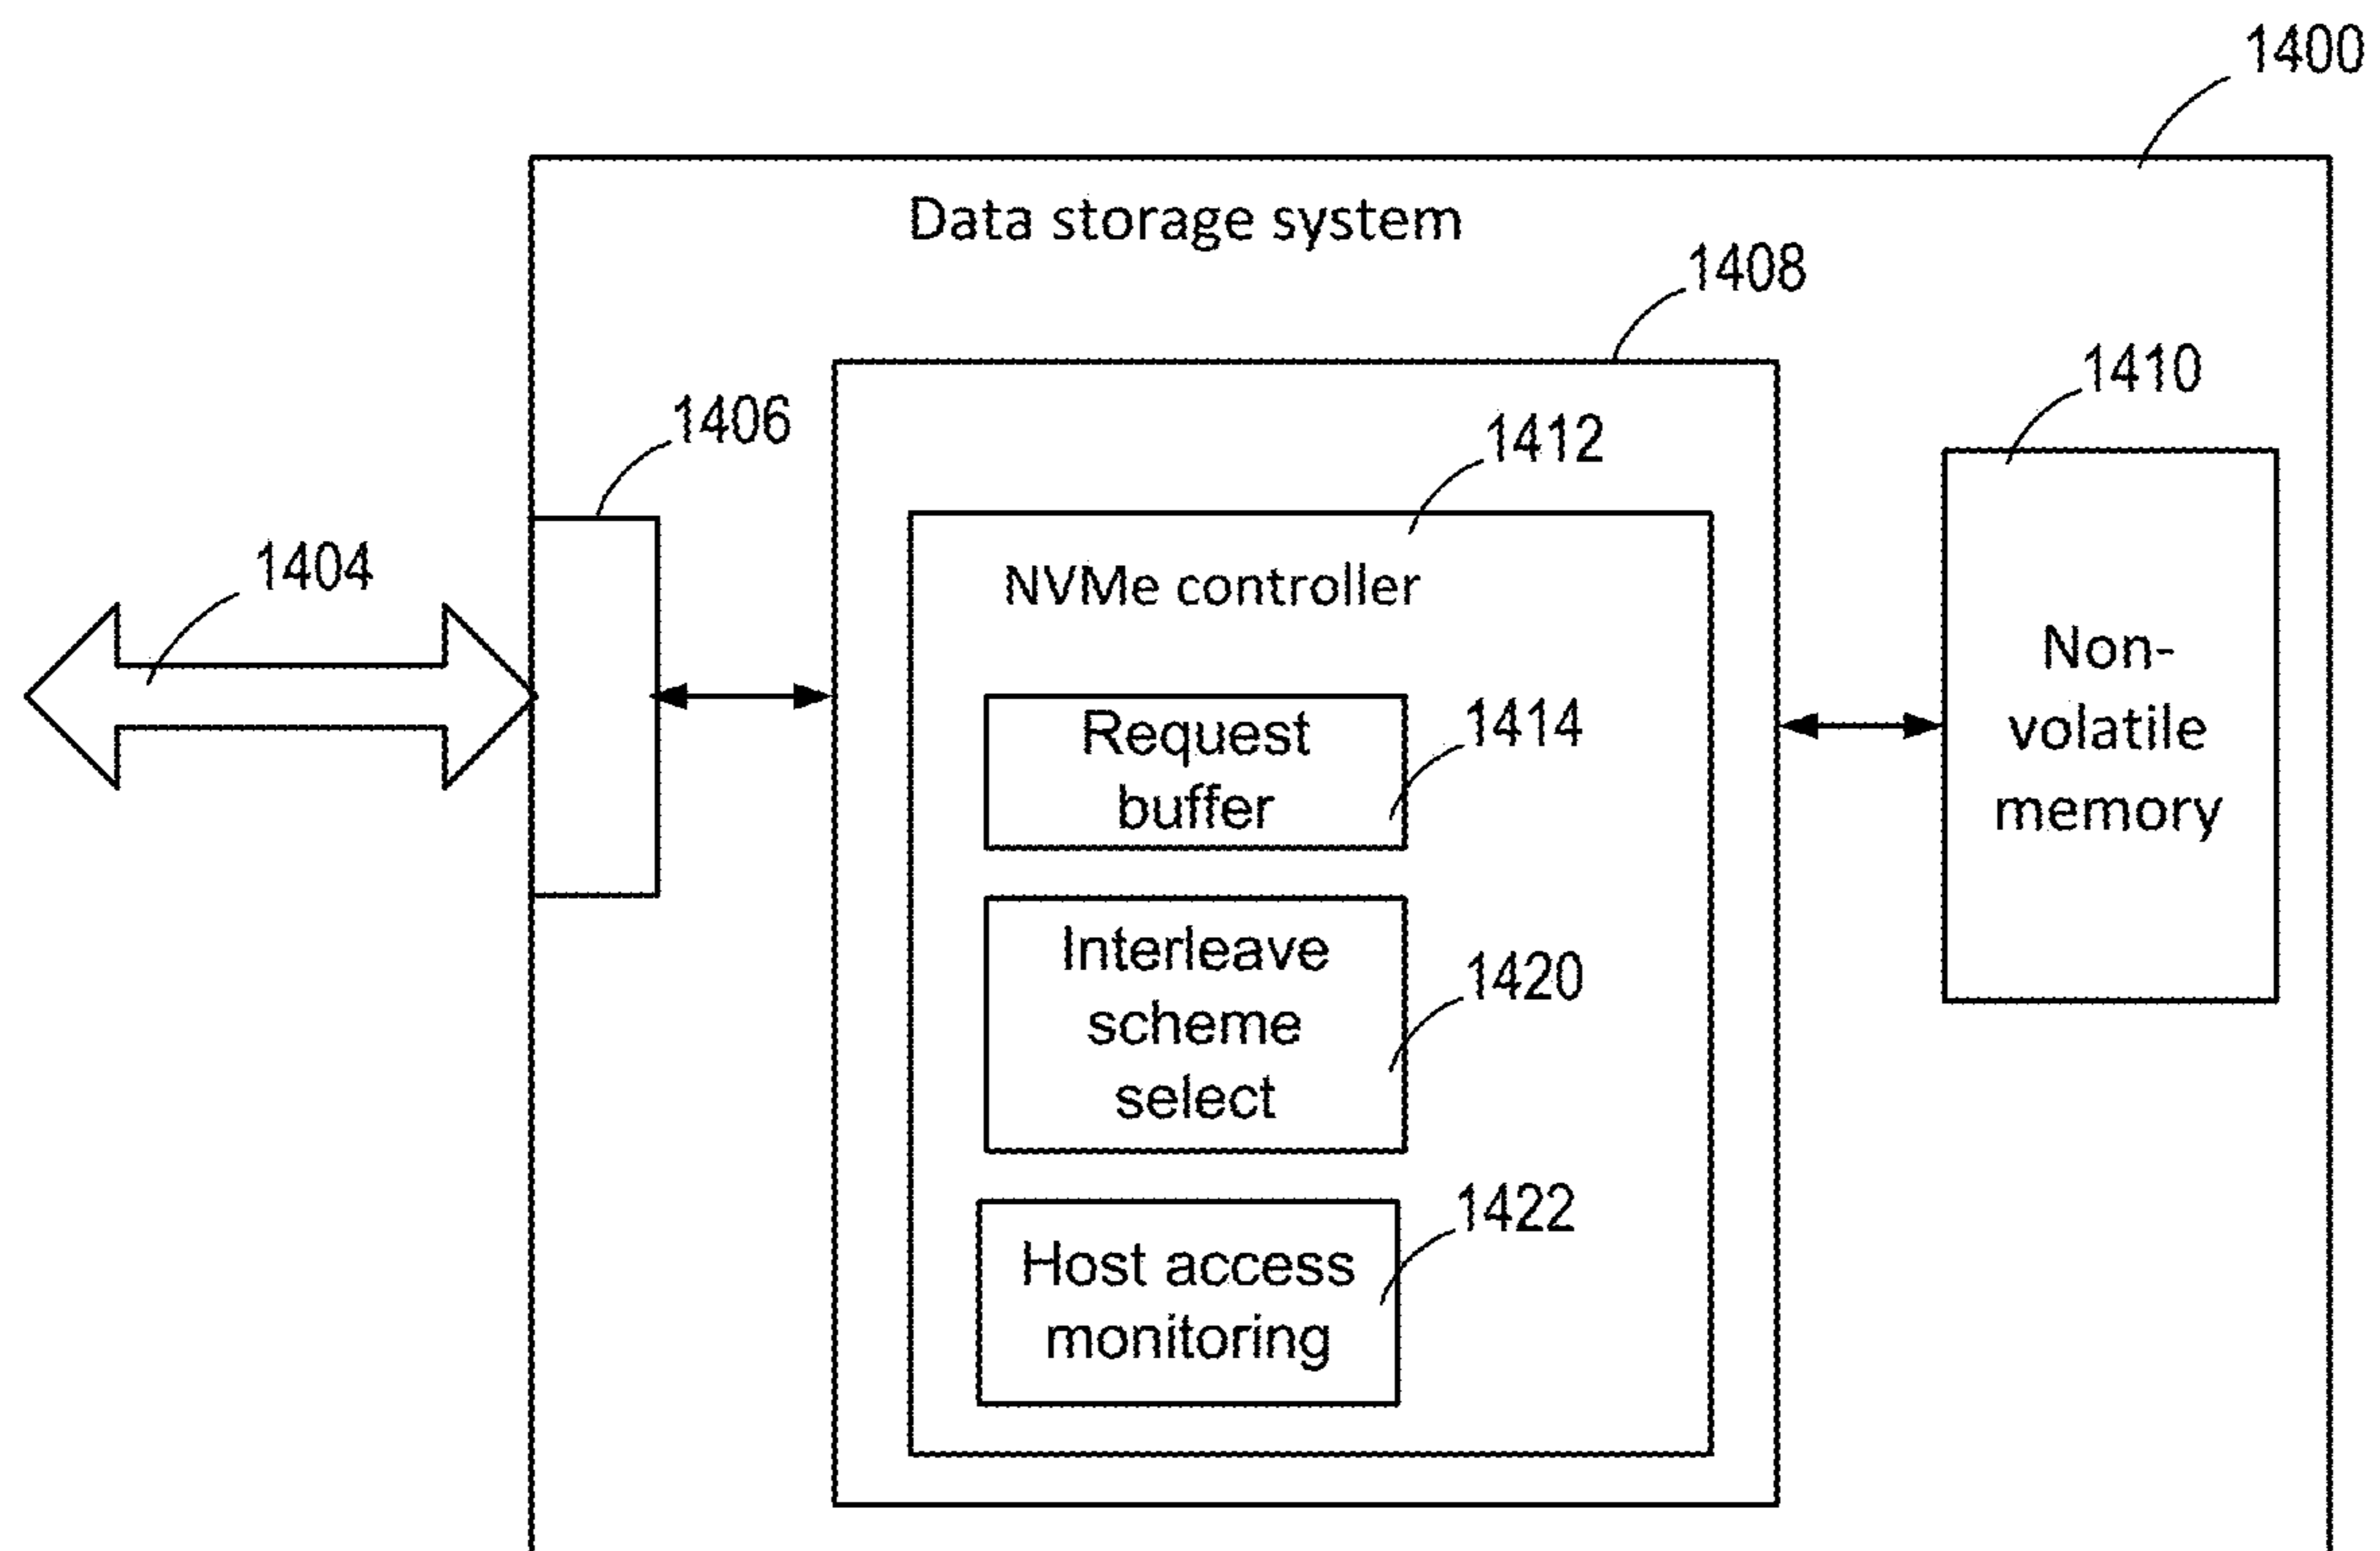 1400
Data storage system
1408
1410
1406
1412
1404
NVMe controller
Non-
volatile
memory
Request
buffer
1414
Interleave
scheme
select
1420
Host access
monitoring
1422